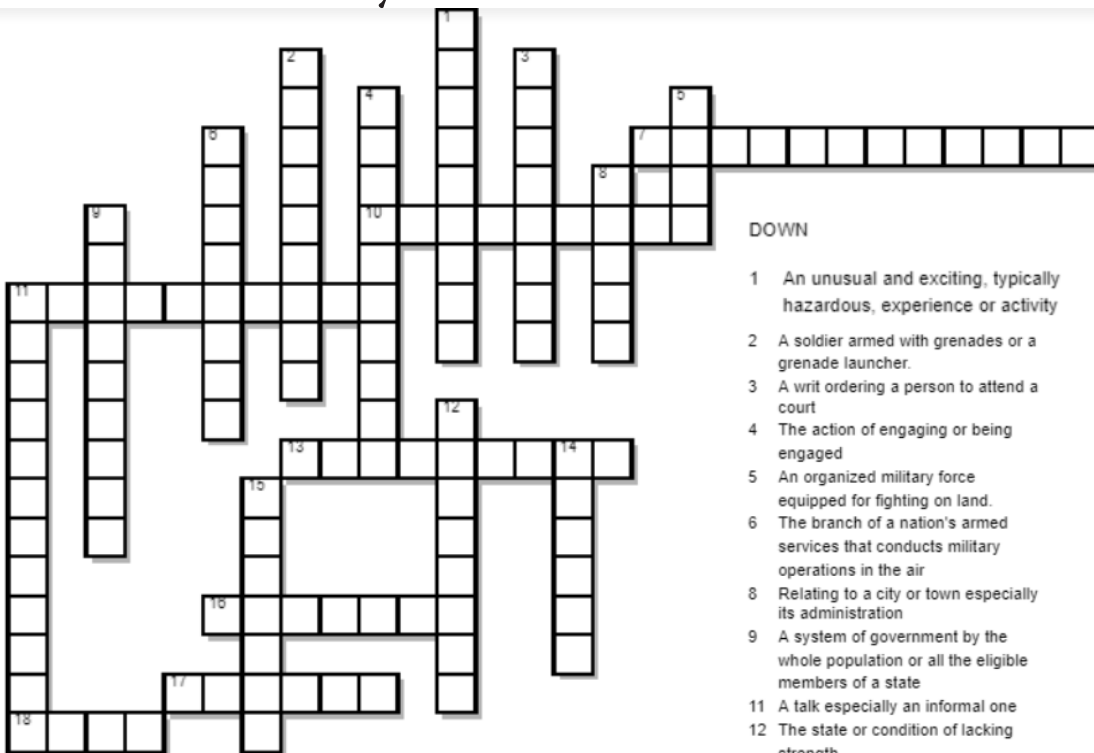 1
2 3
4 5
6 7
8
9 10
11
12
13 14
15
16
17
18
DOWN
1 An unusual and exciting, typically
hazardous, experience or activity
2 A soldier armed with grenades or a
grenade launcher.
3 A writ ordering a person to attend a
court
4 The action of engaging or being
engaged
5 An organized military force
equipped for fighting on land.
6 The branch of a nation's armed
services that conducts military
operations in the air
8 Relating to a city or town especially
its administration
9 A system of government by the
whole population or all the eligible
members of a state
11 A talk especially an informal one
12 The state or condition of lacking
strength